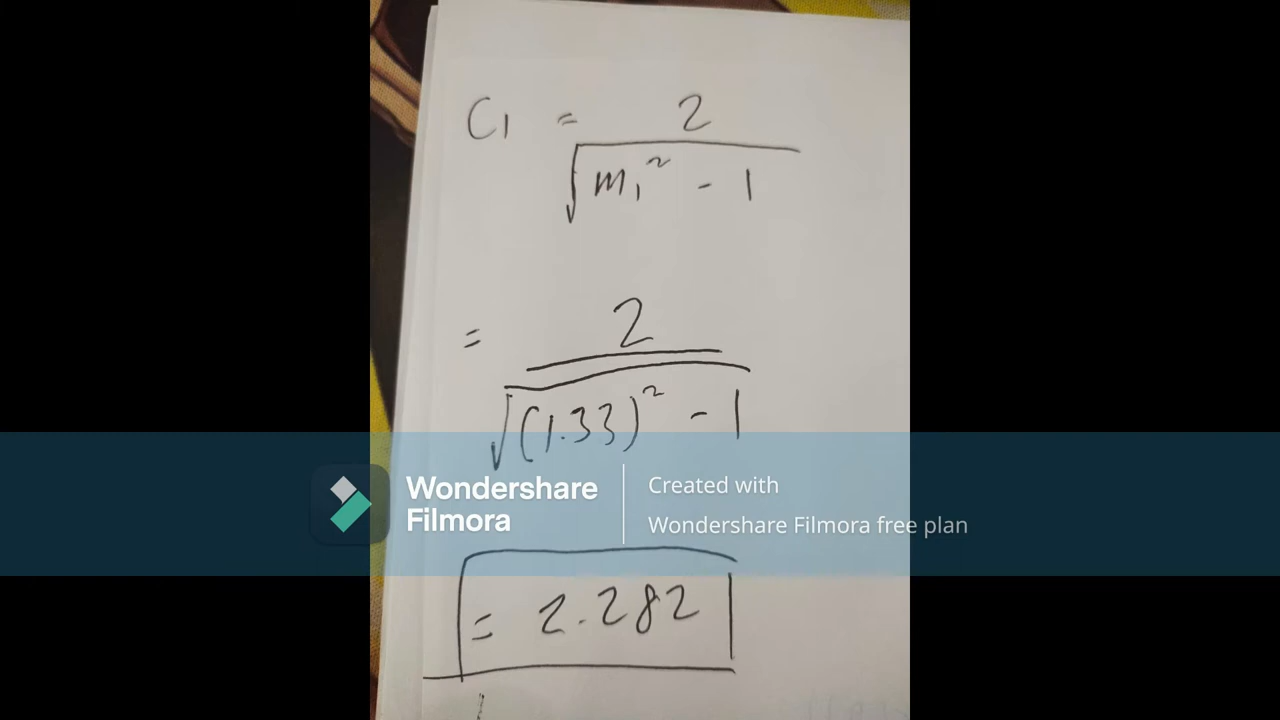 C1 = 2
√m₁² - 1
= 2
√(1.33)² - 1
Wondershare
Filmora
Created with
Wondershare Filmora free plan
= 2.282